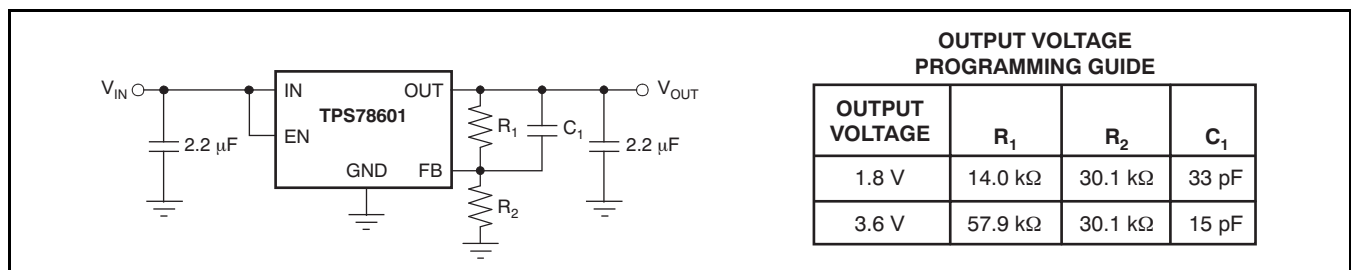 V_IN
IN
OUT
V_OUT
TPS78601
EN
2.2 μF
R_1
C_1
2.2 μF
GND
FB
R_2
OUTPUT VOLTAGE
PROGRAMMING GUIDE
OUTPUT
VOLTAGE R_1 R_2 C_1
1.8 V 14.0 kΩ 30.1 kΩ 33 pF
3.6 V 57.9 kΩ 30.1 kΩ 15 pF